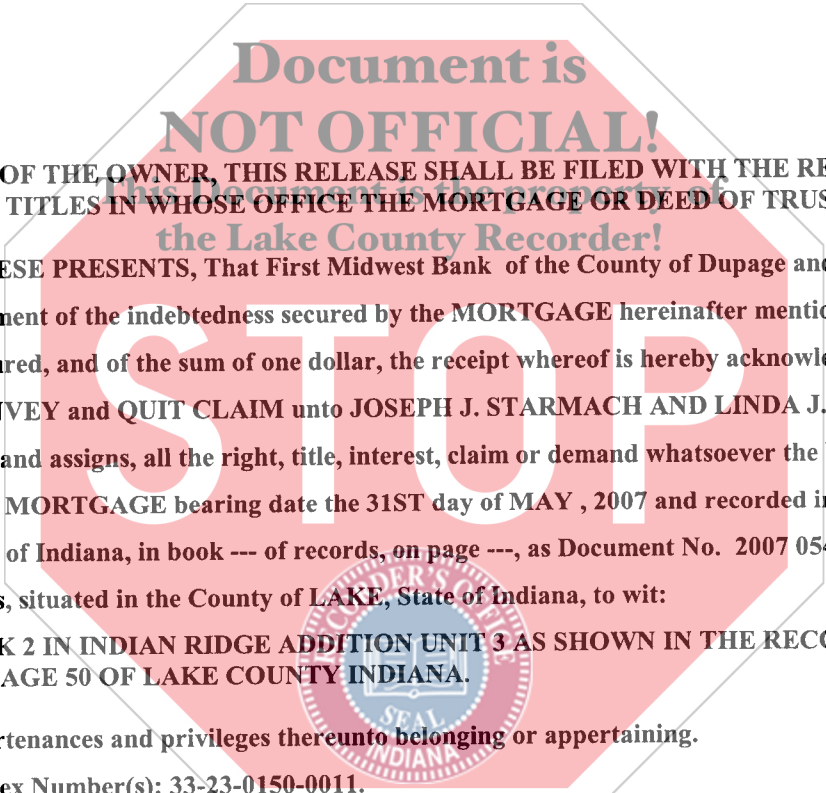 Document is
NOT OFFICIAL!
OF THE OWNER, THIS RELEASE SHALL BE FILED WITH THE RE
This Document is the property of
TITLES IN WHOSE OFFICE THE MORTGAGE OR DEED OF TRUS
the Lake County Recorder!
ESE PRESENTS, That First Midwest Bank of the County of Dupage and
ment of the indebtedness secured by the MORTGAGE hereinafter mentio
red, and of the sum of one dollar, the receipt whereof is hereby acknowle
VEY and QUIT CLAIM unto JOSEPH J. STARMACH AND LINDA J.
and assigns, all the right, title, interest, claim or demand whatsoever the
MORTGAGE bearing date the 31ST day of MAY , 2007 and recorded in
of Indiana, in book --- of records, on page ---, as Document No. 2007 054
s, situated in the County of LAKE, State of Indiana, to wit:
K 2 IN INDIAN RIDGE ADDITION UNIT 3 AS SHOWN IN THE RECO
AGE 50 OF LAKE COUNTY INDIANA.
rtenances and privileges thereunto belonging or appertaining.
ex Number(s): 33-23-0150-0011.
STOP
RECORDER'S OFFICE
SEAL
INDIANA